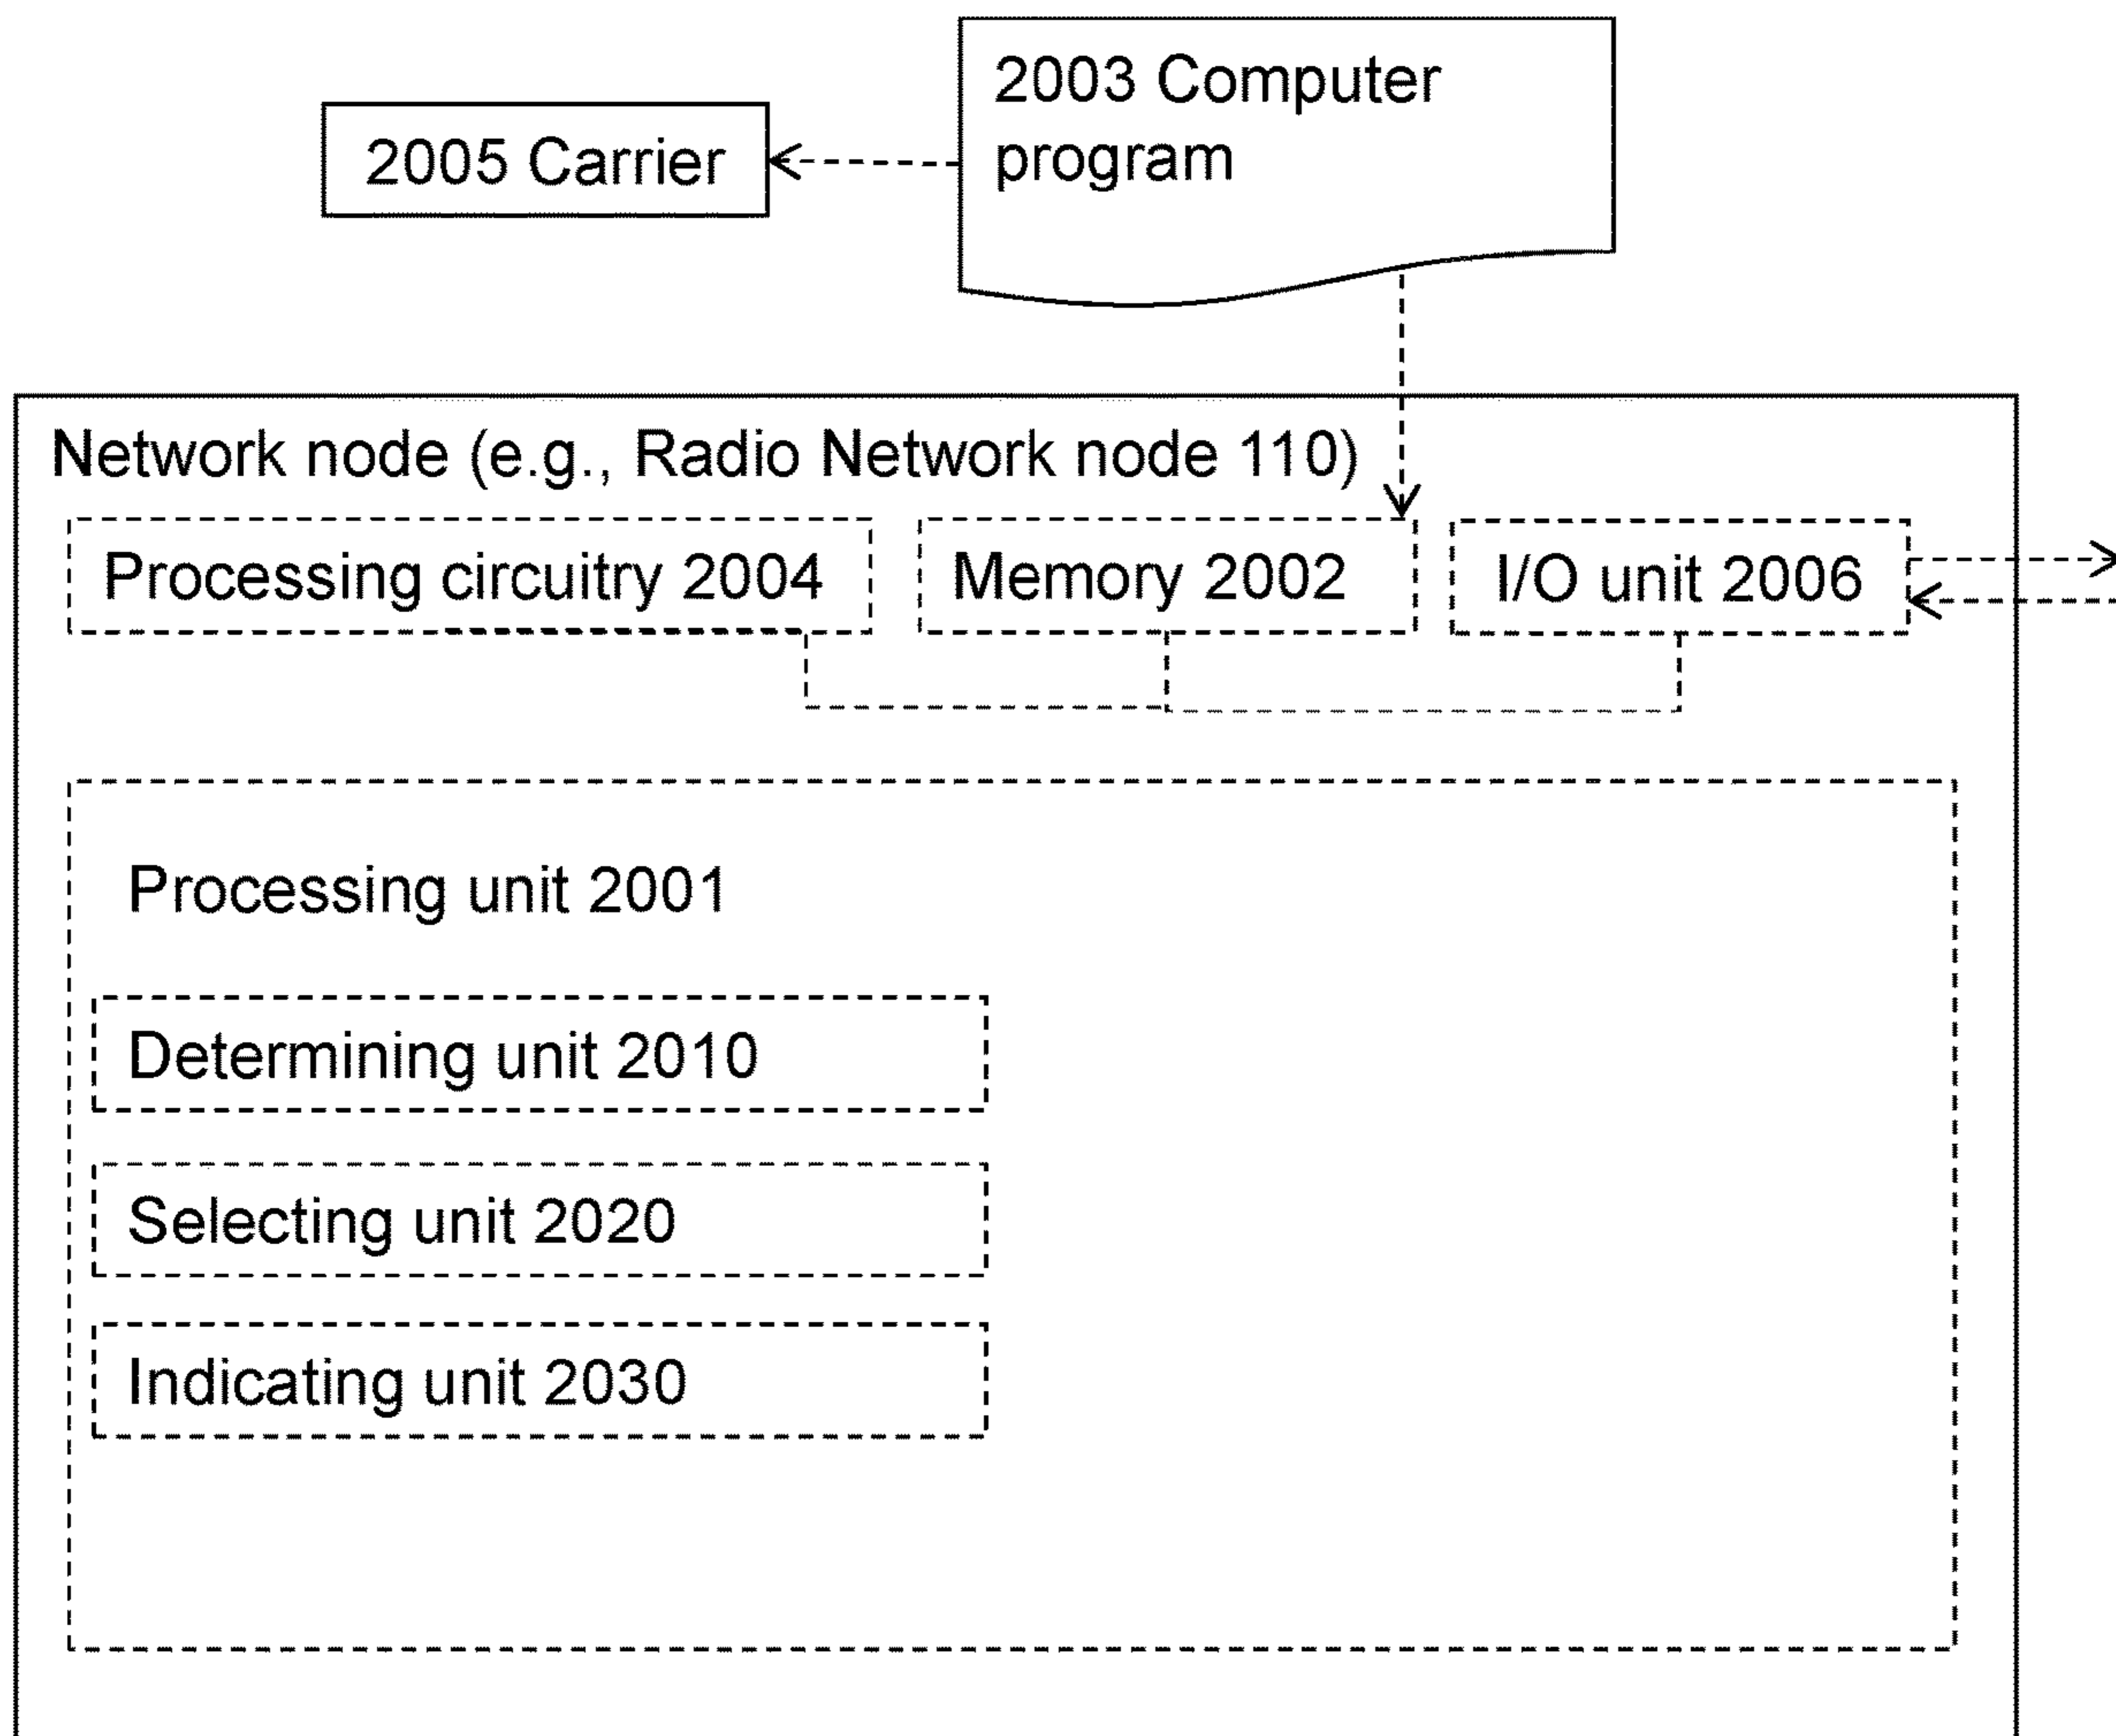 2003 Computer
program
2005 Carrier
Network node (e.g., Radio Network node 110)
Processing circuitry 2004
Memory 2002
I/O unit 2006
Processing unit 2001
Determining unit 2010
Selecting unit 2020
Indicating unit 2030